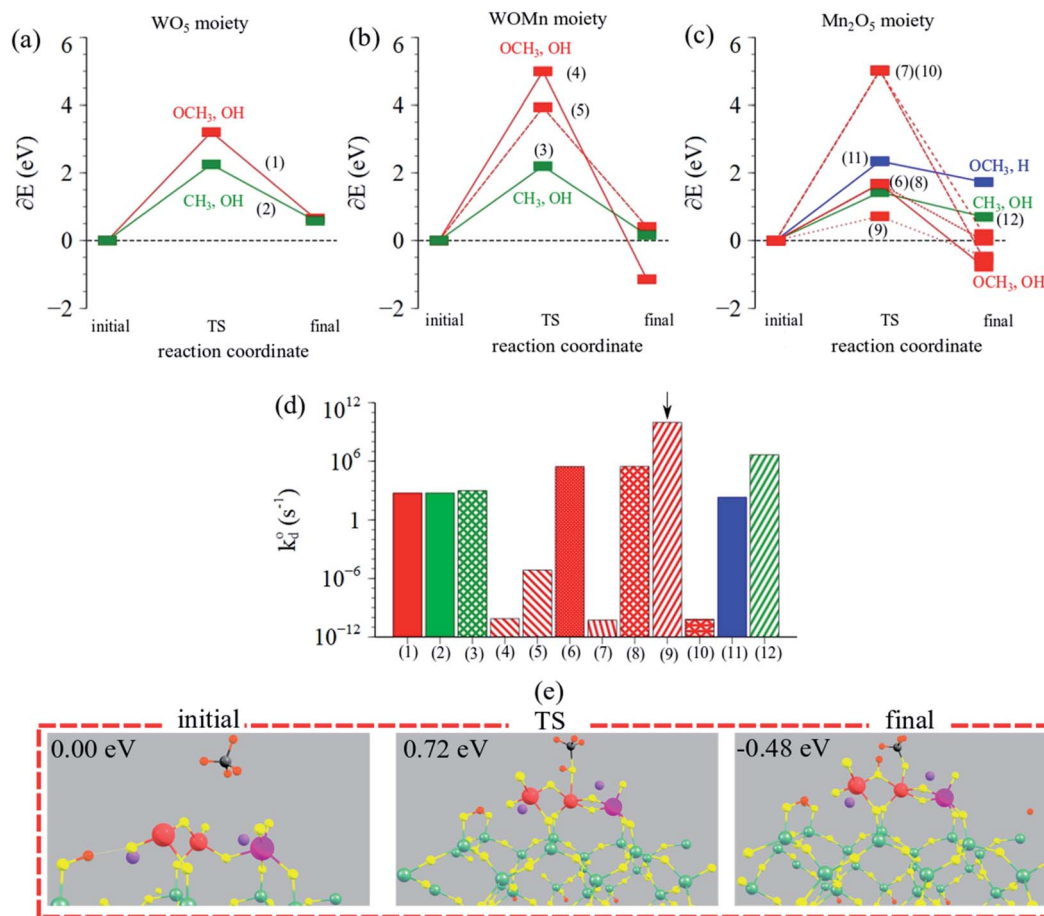 (a) WO₅ moiety
6
4
2
0
−2
∂E (eV)
OCH₃, OH
(1)
CH₃, OH
(2)
initial TS final
reaction coordinate
(b) WOMn moiety
6
4
2
0
−2
∂E (eV)
OCH₃, OH
(4)
(5)
(3)
CH₃, OH
initial TS final
reaction coordinate
(c) Mn₂O₅ moiety
6
4
2
0
−2
∂E (eV)
(7)(10)
(11)
OCH₃, H
(6)(8)
CH₃, OH
(12)
(9)
OCH₃, OH
initial TS final
reaction coordinate
(d)
10¹²
10⁶
1
10⁻⁶
10⁻¹²
k_d^o (s⁻¹)
(1) (2) (3) (4) (5) (6) (7) (8) (9) (10) (11) (12)
(e)
initial TS final
0.00 eV 0.72 eV -0.48 eV